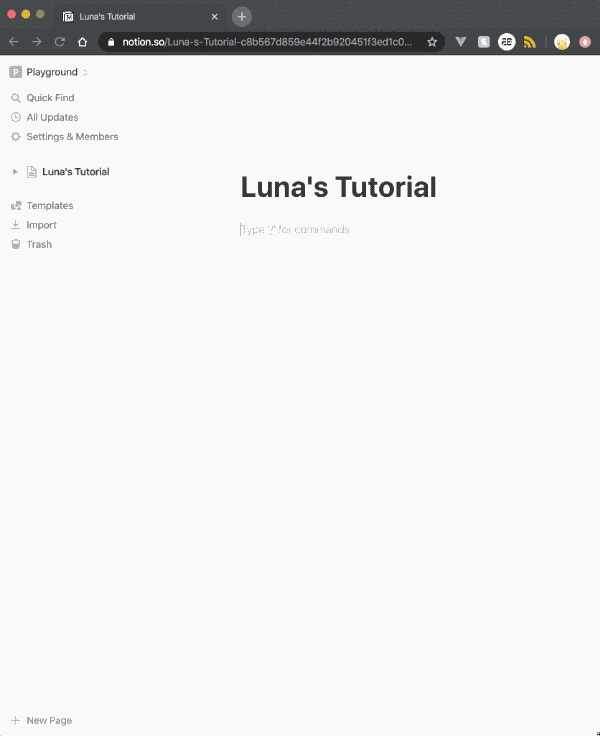 Luna's Tutorial
notion.so/Luna-s-Tutorial-c8b567d859e44f2b920451f3ed1c0...
P Playground
Quick Find
All Updates
Settings & Members
Luna's Tutorial
Templates
Import
Trash
Luna's Tutorial
Type '/' for commands
New Page